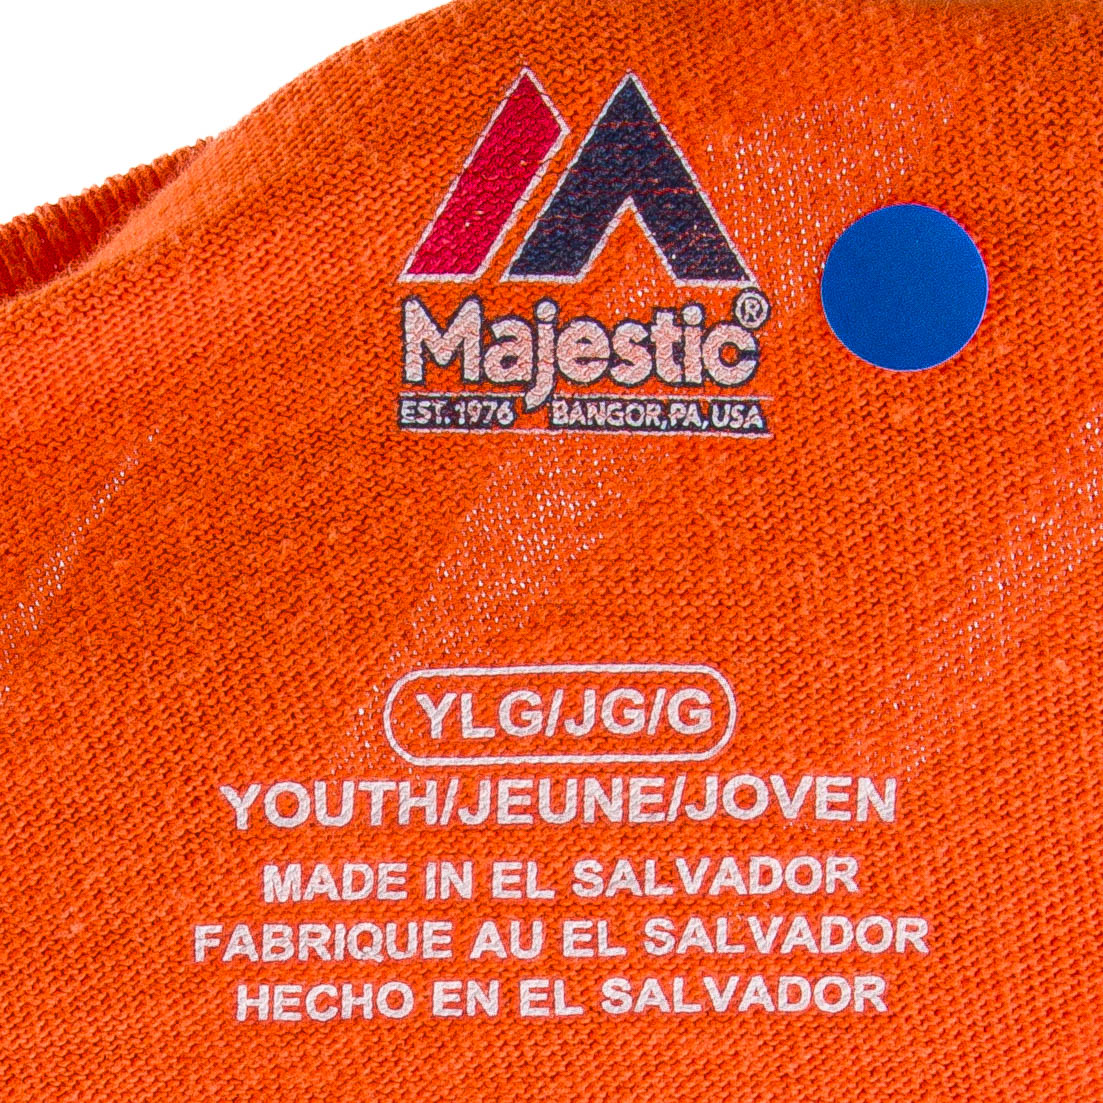 Majestic®
EST. 1976 BANGOR, PA, USA
YLG/JG/G
YOUTH/JEUNE/JOVEN
MADE IN EL SALVADOR
FABRIQUE AU EL SALVADOR
HECHO EN EL SALVADOR